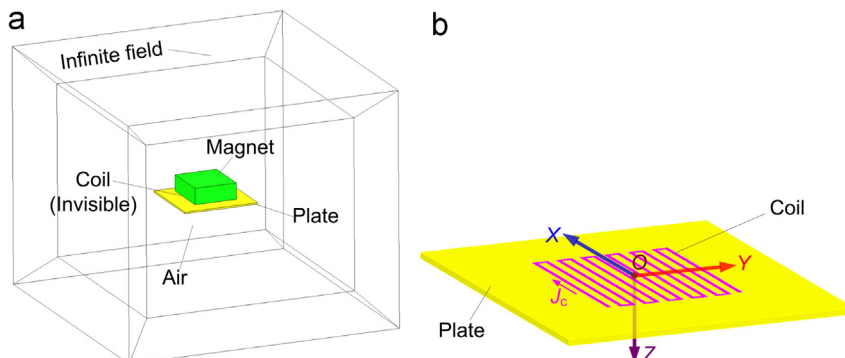 a
Infinite field
Magnet
Coil
(Invisible)
Plate
Air
b
Coil
X
O
Y
Jc
Plate
Z